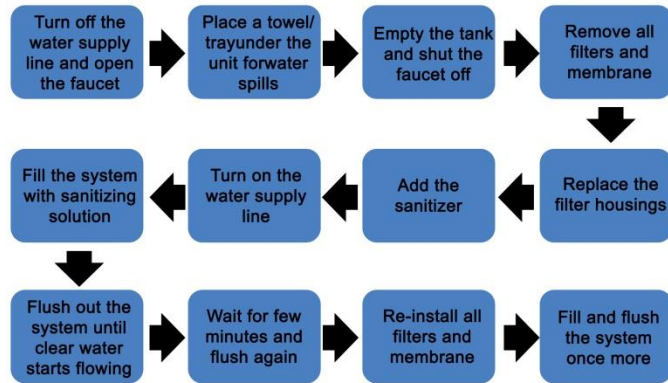 Turn off the
water supply
line and open
the faucet
Place a towel/
trayunder the
unit forwater
spills
Empty the tank
and shut the
faucet off
Remove all
filters and
membrane
Replace the
filter housings
Add the
sanitizer
Turn on the
water supply
line
Fill the system
with sanitizing
solution
Flush out the
system until
clear water
starts flowing
Wait for few
minutes and
flush again
Re-install all
filters and
membrane
Fill and flush
the system
once more